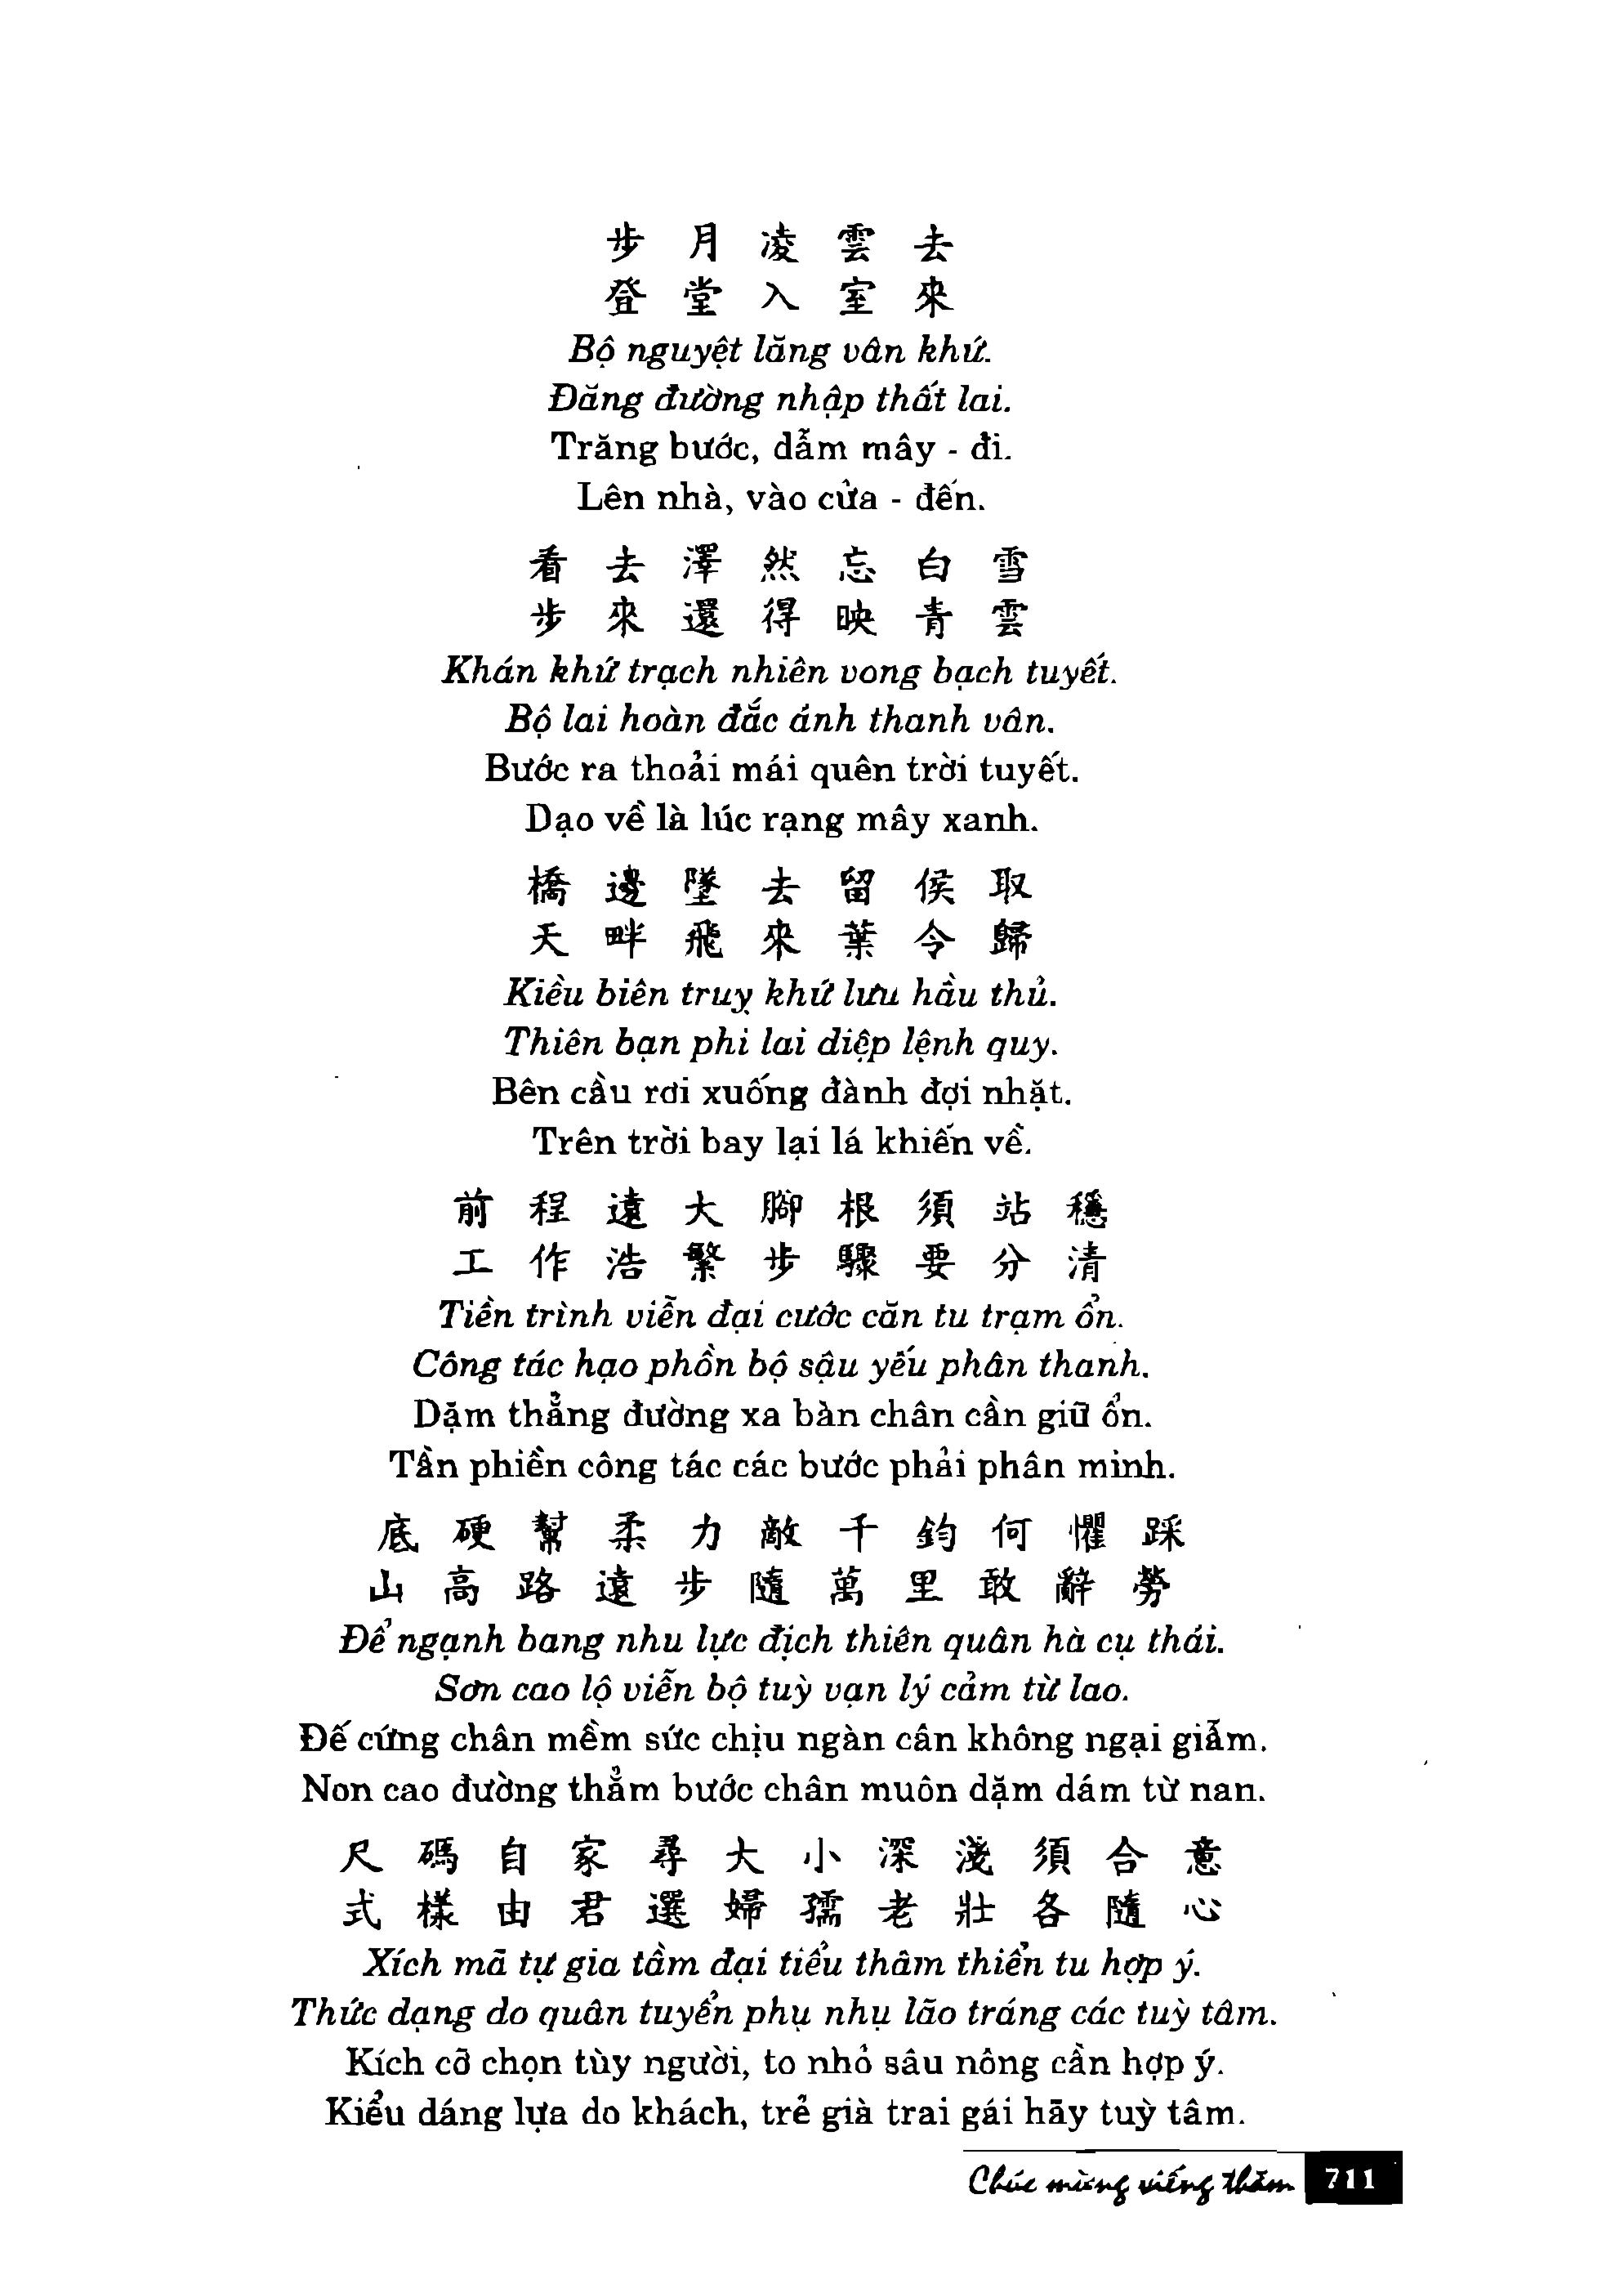 步月凌雲去
登堂入室來
Bộ nguyệt lăng vân khứ.
Đăng đường nhập thất lai.
Trăng bước, dẫm mây - đi.
Lên nhà, vào cửa - đến.
看去澤然忘白雪
步來還得映青雲
Khán khứ trạch nhiên vong bạch tuyết.
Bộ lai hoàn đắc ánh thanh vân.
Bước ra thoải mái quên trời tuyết.
Dạo về là lúc rạng mây xanh.
橋邊墜去留侯取
天畔飛來葉令歸
Kiều biên truỵ khứ lưu hầu thủ.
Thiên bạn phi lai diệp lệnh quy.
Bên cầu rơi xuống đành đợi nhặt.
Trên trời bay lại lá khiến về.
前程遠大腳根須站穩
工作浩繁步驟要分清
Tiền trình viễn đại cước căn tu trạm ổn.
Công tác hạo phồn bộ sậu yếu phân thanh.
Dặm thẳng đường xa bàn chân cần giữ ổn.
Tần phiền công tác các bước phải phân minh.
底硬幫柔力敵千鈞何懼踩
山高路遠步隨萬里敢辭勞
Để ngạnh bang nhu lực địch thiên quân hà cụ thái.
Sơn cao lộ viễn bộ tuỳ vạn lý cảm từ lao.
Đế cứng chân mềm sức chịu ngàn cân không ngại giẫm.
Non cao đường thẳm bước chân muôn dặm dám từ nan.
尺碼自家尋大小深淺須合意
式樣由君選婦孺老壯各隨心
Xích mã tự gia tầm đại tiểu thâm thiển tu hợp ý.
Thức dạng do quân tuyển phụ nhụ lão tráng các tuỳ tâm.
Kích cỡ chọn tùy người, to nhỏ sâu nông cần hợp ý.
Kiểu dáng lựa do khách, trẻ già trai gái hãy tuỳ tâm.
Chúc mừng viếng thăm 711